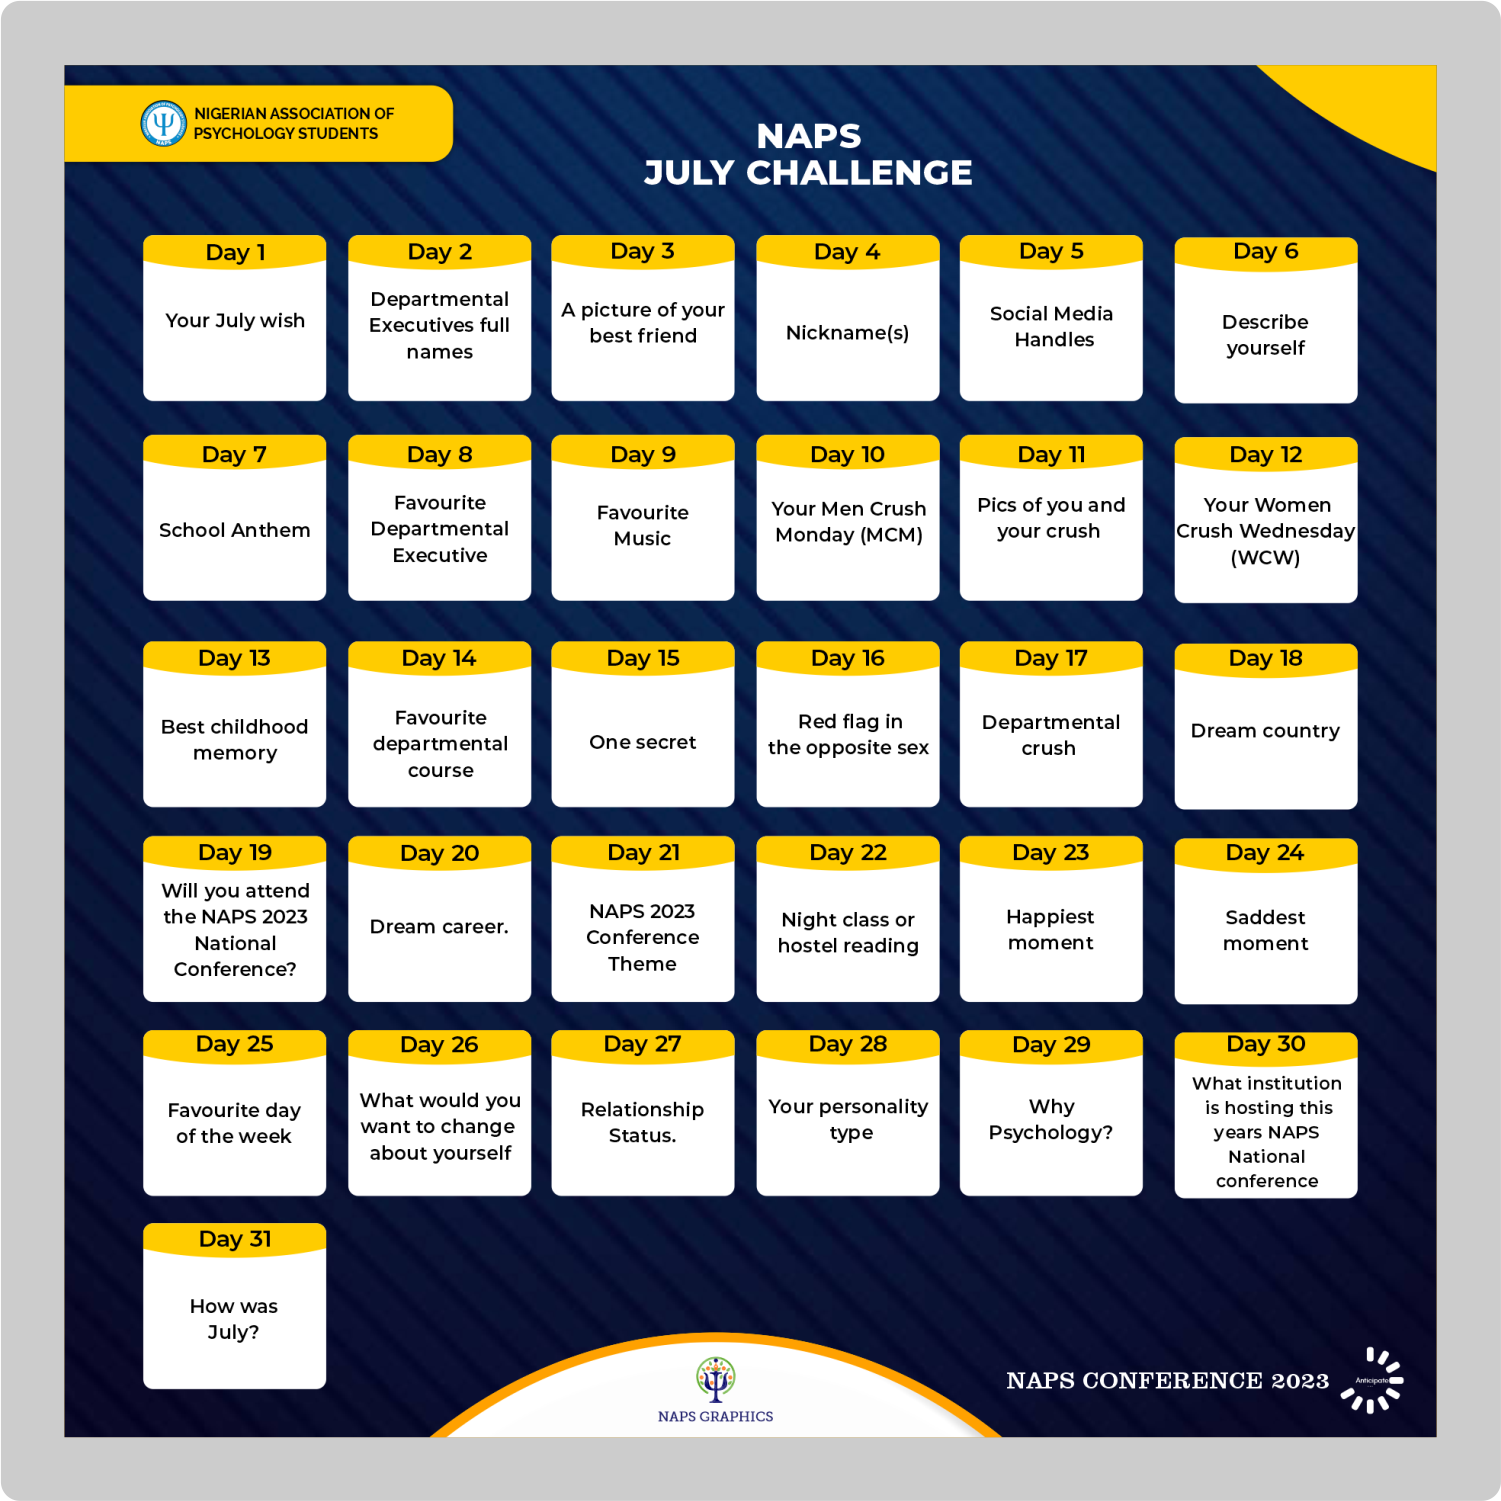 NIGERIAN ASSOCIATION OF
PSYCHOLOGY STUDENTS
NAPS
NAPS
JULY CHALLENGE
Day 1
Your July wish
Day 2
Departmental
Executives full
names
Day 3
A picture of your
best friend
Day 4
Nickname(s)
Day 5
Social Media
Handles
Day 6
Describe
yourself
Day 7
School Anthem
Day 8
Favourite
Departmental
Executive
Day 9
Favourite
Music
Day 10
Your Men Crush
Monday (MCM)
Day 11
Pics of you and
your crush
Day 12
Your Women
Crush Wednesday
(WCW)
Day 13
Best childhood
memory
Day 14
Favourite
departmental
course
Day 15
One secret
Day 16
Red flag in
the opposite sex
Day 17
Departmental
crush
Day 18
Dream country
Day 19
Will you attend
the NAPS 2023
National
Conference?
Day 20
Dream career.
Day 21
NAPS 2023
Conference
Theme
Day 22
Night class or
hostel reading
Day 23
Happiest
moment
Day 24
Saddest
moment
Day 25
Favourite day
of the week
Day 26
What would you
want to change
about yourself
Day 27
Relationship
Status.
Day 28
Your personality
type
Day 29
Why
Psychology?
Day 30
What institution
is hosting this
years NAPS
National
conference
Day 31
How was
July?
NAPS GRAPHICS
NAPS CONFERENCE 2023
Anticipate